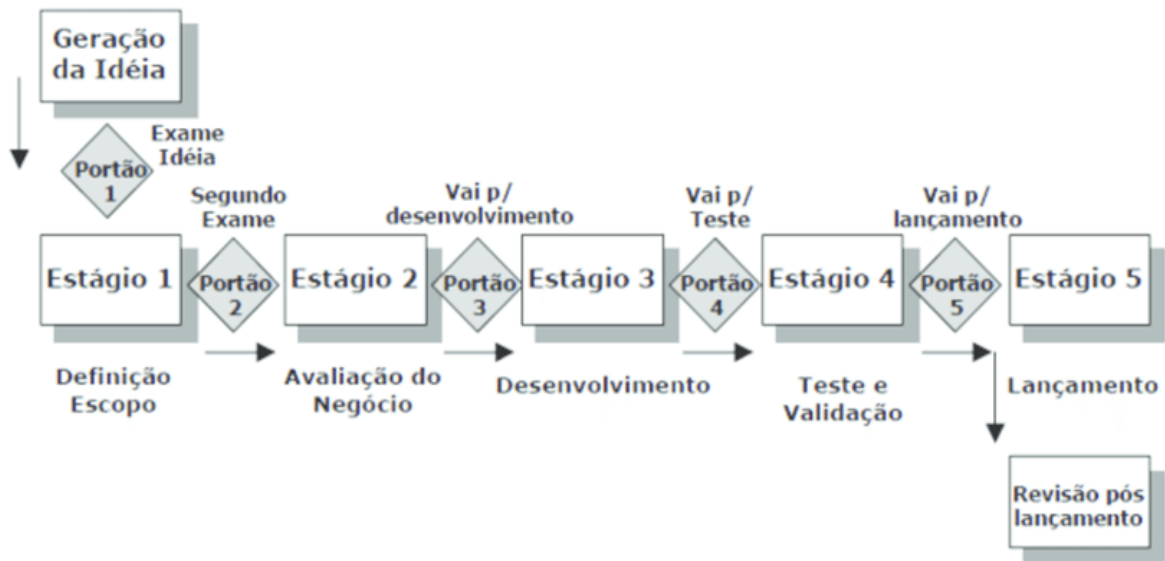 Geração
da Idéia
Exame
Idéia
Portão
1
Segundo
Exame
Vai p/
desenvolvimento
Vai p/
Teste
Vai p/
lançamento
Estágio 1
Portão
2
Estágio 2
Portão
3
Estágio 3
Portão
4
Estágio 4
Portão
5
Estágio 5
Definição
Escopo
Avaliação do
Negócio
Desenvolvimento
Teste e
Validação
Lançamento
Revisão pós
lançamento